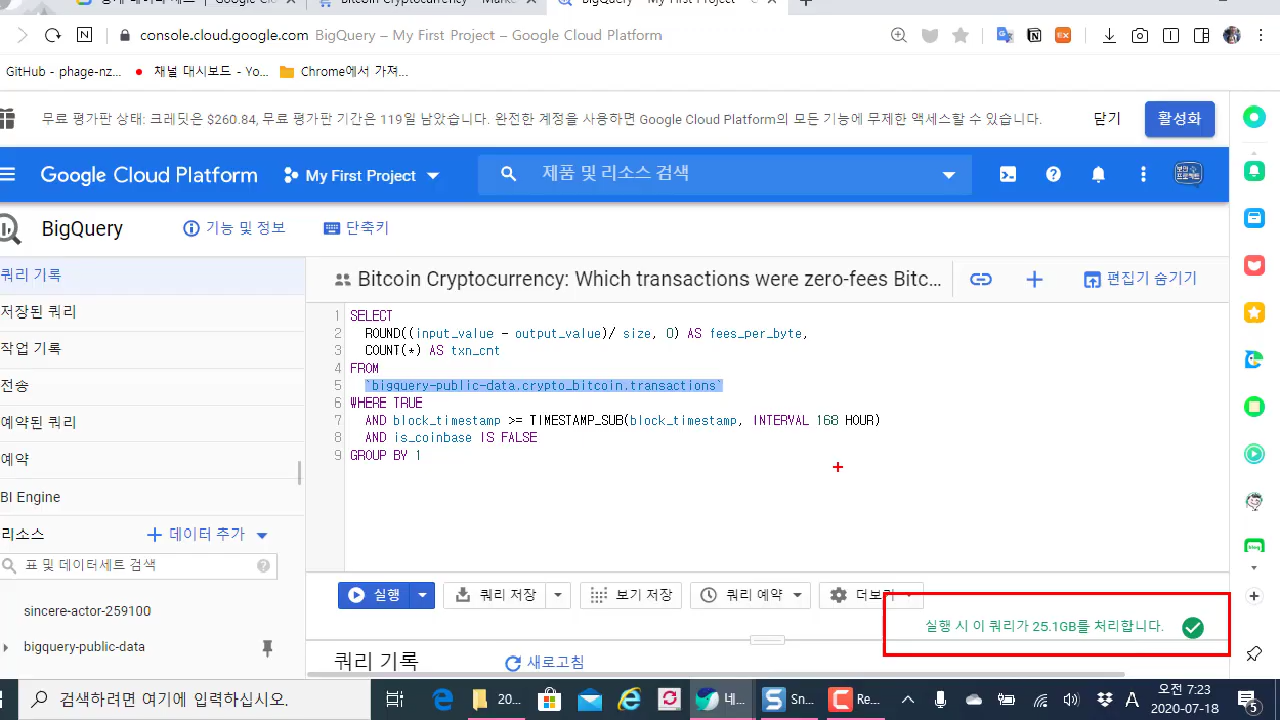 console.cloud.google.com BigQuery – My First Project – Google Cloud Platform
GitHub - phage-nz... 채널 대시보드 - Yo... Chrome에서 가져...
무료 평가판 상태: 크레딧은 $260.84, 무료 평가판 기간은 119일 남았습니다. 완전한 계정을 사용하면 Google Cloud Platform의 모든 기능에 무제한 액세스할 수 있습니다. 닫기 활성화
Google Cloud Platform My First Project 제품 및 리소스 검색
BigQuery 기능 및 정보 단축키
쿼리 기록
저장된 쿼리
작업 기록
전송
예약된 쿼리
예약
BI Engine
리소스 데이터 추가
표 및 데이터세트 검색
sincere-actor-259100
bigquery-public-data
Bitcoin Cryptocurrency: Which transactions were zero-fees Bitc... 편집기 숨기기
1 SELECT
2 ROUND((input_value - output_value)/ size, 0) AS fees_per_byte,
3 COUNT(*) AS txn_cnt
4 FROM
5 `bigquery-public-data.crypto_bitcoin.transactions`
6 WHERE TRUE
7 AND block_timestamp >= TIMESTAMP_SUB(block_timestamp, INTERVAL 168 HOUR)
8 AND is_coinbase IS FALSE
9 GROUP BY 1
실행 쿼리 저장 보기 저장 쿼리 예약
실행 시 이 쿼리가 25.1GB를 처리합니다.
쿼리 기록 새로고침
검색하려면 여기에 입력하십시오. 20... 네... Sn... Re... A 오전 7:23
2020-07-18 5